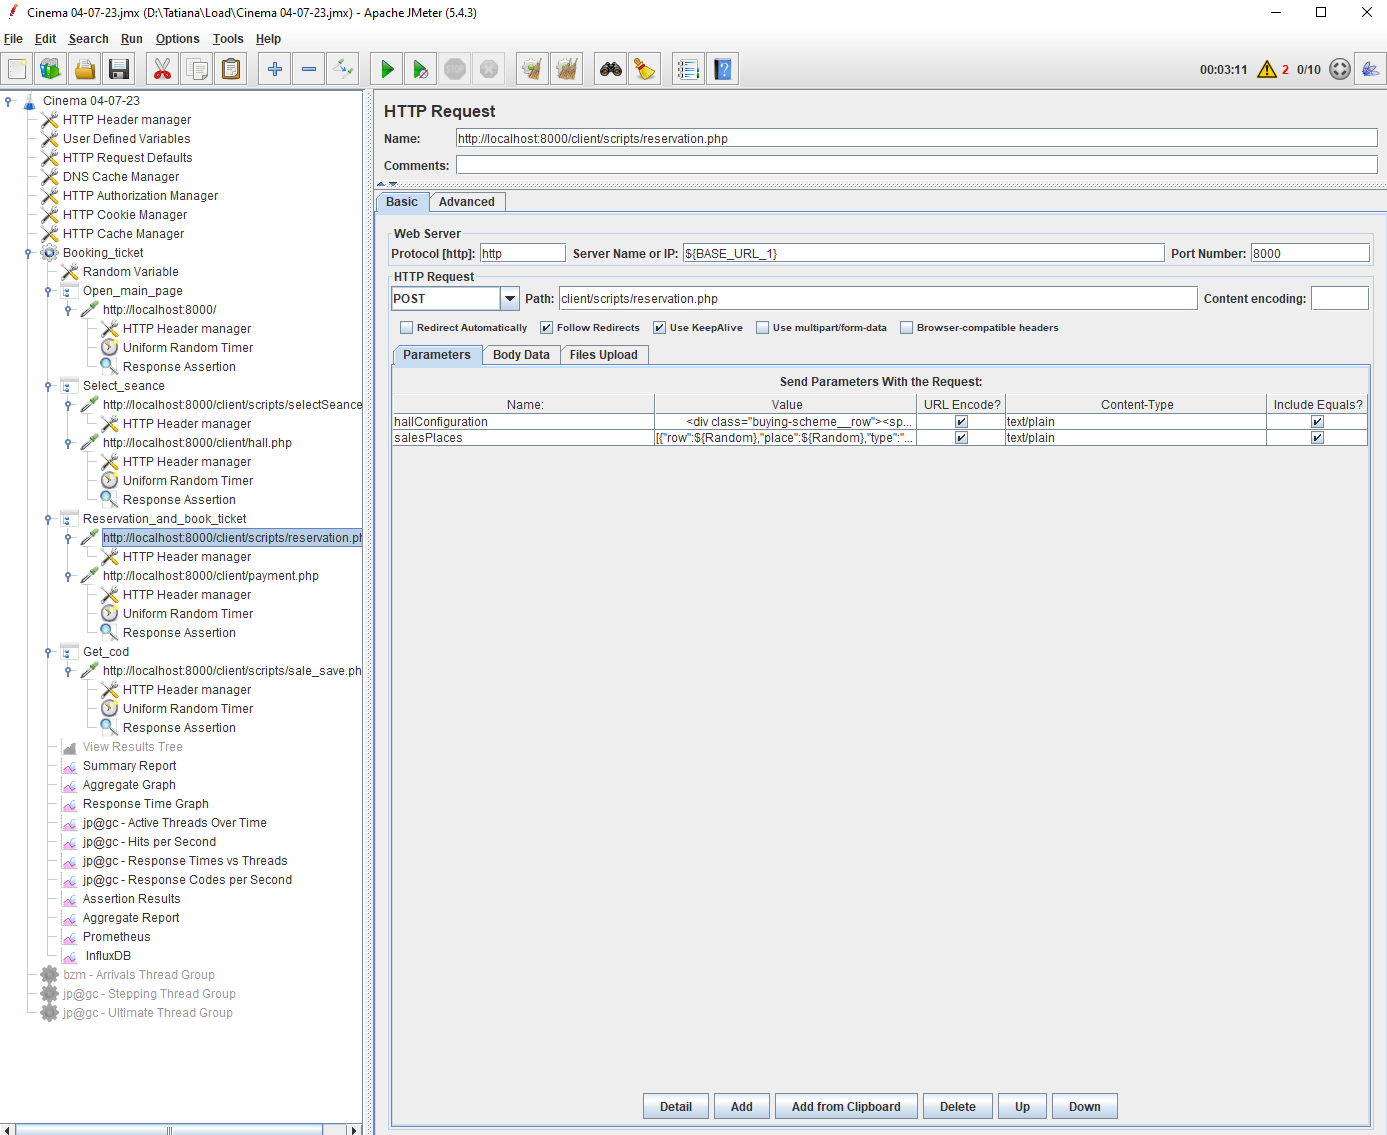 Cinema 04-07-23.jmx (D:\Tatiana\Load\Cinema 04-07-23.jmx) - Apache JMeter (5.4.3)
File Edit Search Run Options Tools Help
STOP
00:03:11 2 0/10
Cinema 04-07-23
HTTP Header manager
User Defined Variables
HTTP Request Defaults
DNS Cache Manager
HTTP Authorization Manager
HTTP Cookie Manager
HTTP Cache Manager
Booking_ticket
Random Variable
Open_main_page
http://localhost:8000/
HTTP Header manager
Uniform Random Timer
Response Assertion
Select_seance
http://localhost:8000/client/scripts/selectSeance
HTTP Header manager
http://localhost:8000/client/hall.php
HTTP Header manager
Uniform Random Timer
Response Assertion
Reservation_and_book_ticket
http://localhost:8000/client/scripts/reservation.ph
HTTP Header manager
http://localhost:8000/client/payment.php
HTTP Header manager
Uniform Random Timer
Response Assertion
Get_cod
http://localhost:8000/client/scripts/sale_save.ph
HTTP Header manager
Uniform Random Timer
Response Assertion
View Results Tree
Summary Report
Aggregate Graph
Response Time Graph
jp@gc - Active Threads Over Time
jp@gc - Hits per Second
jp@gc - Response Times vs Threads
jp@gc - Response Codes per Second
Assertion Results
Aggregate Report
Prometheus
InfluxDB
bzm - Arrivals Thread Group
jp@gc - Stepping Thread Group
jp@gc - Ultimate Thread Group
HTTP Request
Name: http://localhost:8000/client/scripts/reservation.php
Comments:
Basic Advanced
Web Server
Protocol [http]: http Server Name or IP: ${BASE_URL_1} Port Number: 8000
HTTP Request
POST Path: client/scripts/reservation.php Content encoding:
Redirect Automatically Follow Redirects Use KeepAlive Use multipart/form-data Browser-compatible headers
Parameters Body Data Files Upload
Send Parameters With the Request:
Name: Value URL Encode? Content-Type Include Equals?
hallConfiguration <div class="buying-scheme__row"><sp... text/plain
salesPlaces [{"row":${Random},"place":${Random},"type":"... text/plain
Detail Add Add from Clipboard Delete Up Down